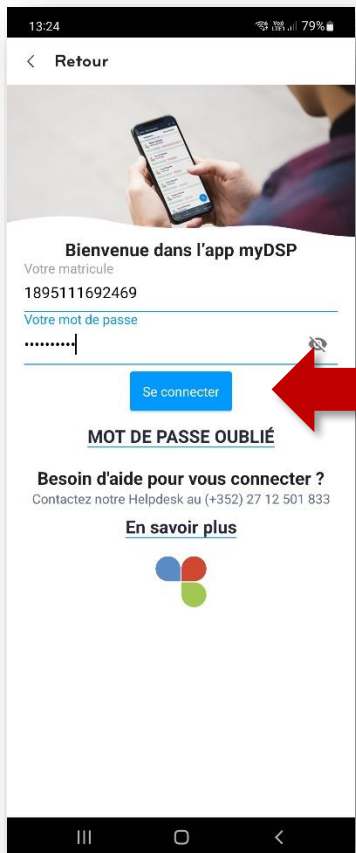 13:24
79%
< Retour
Bienvenue dans l'app myDSP
Votre matricule
1895111692469
Votre mot de passe
••••••••••
Se connecter
MOT DE PASSE OUBLIÉ
Besoin d'aide pour vous connecter ?
Contactez notre Helpdesk au (+352) 27 12 501 833
En savoir plus